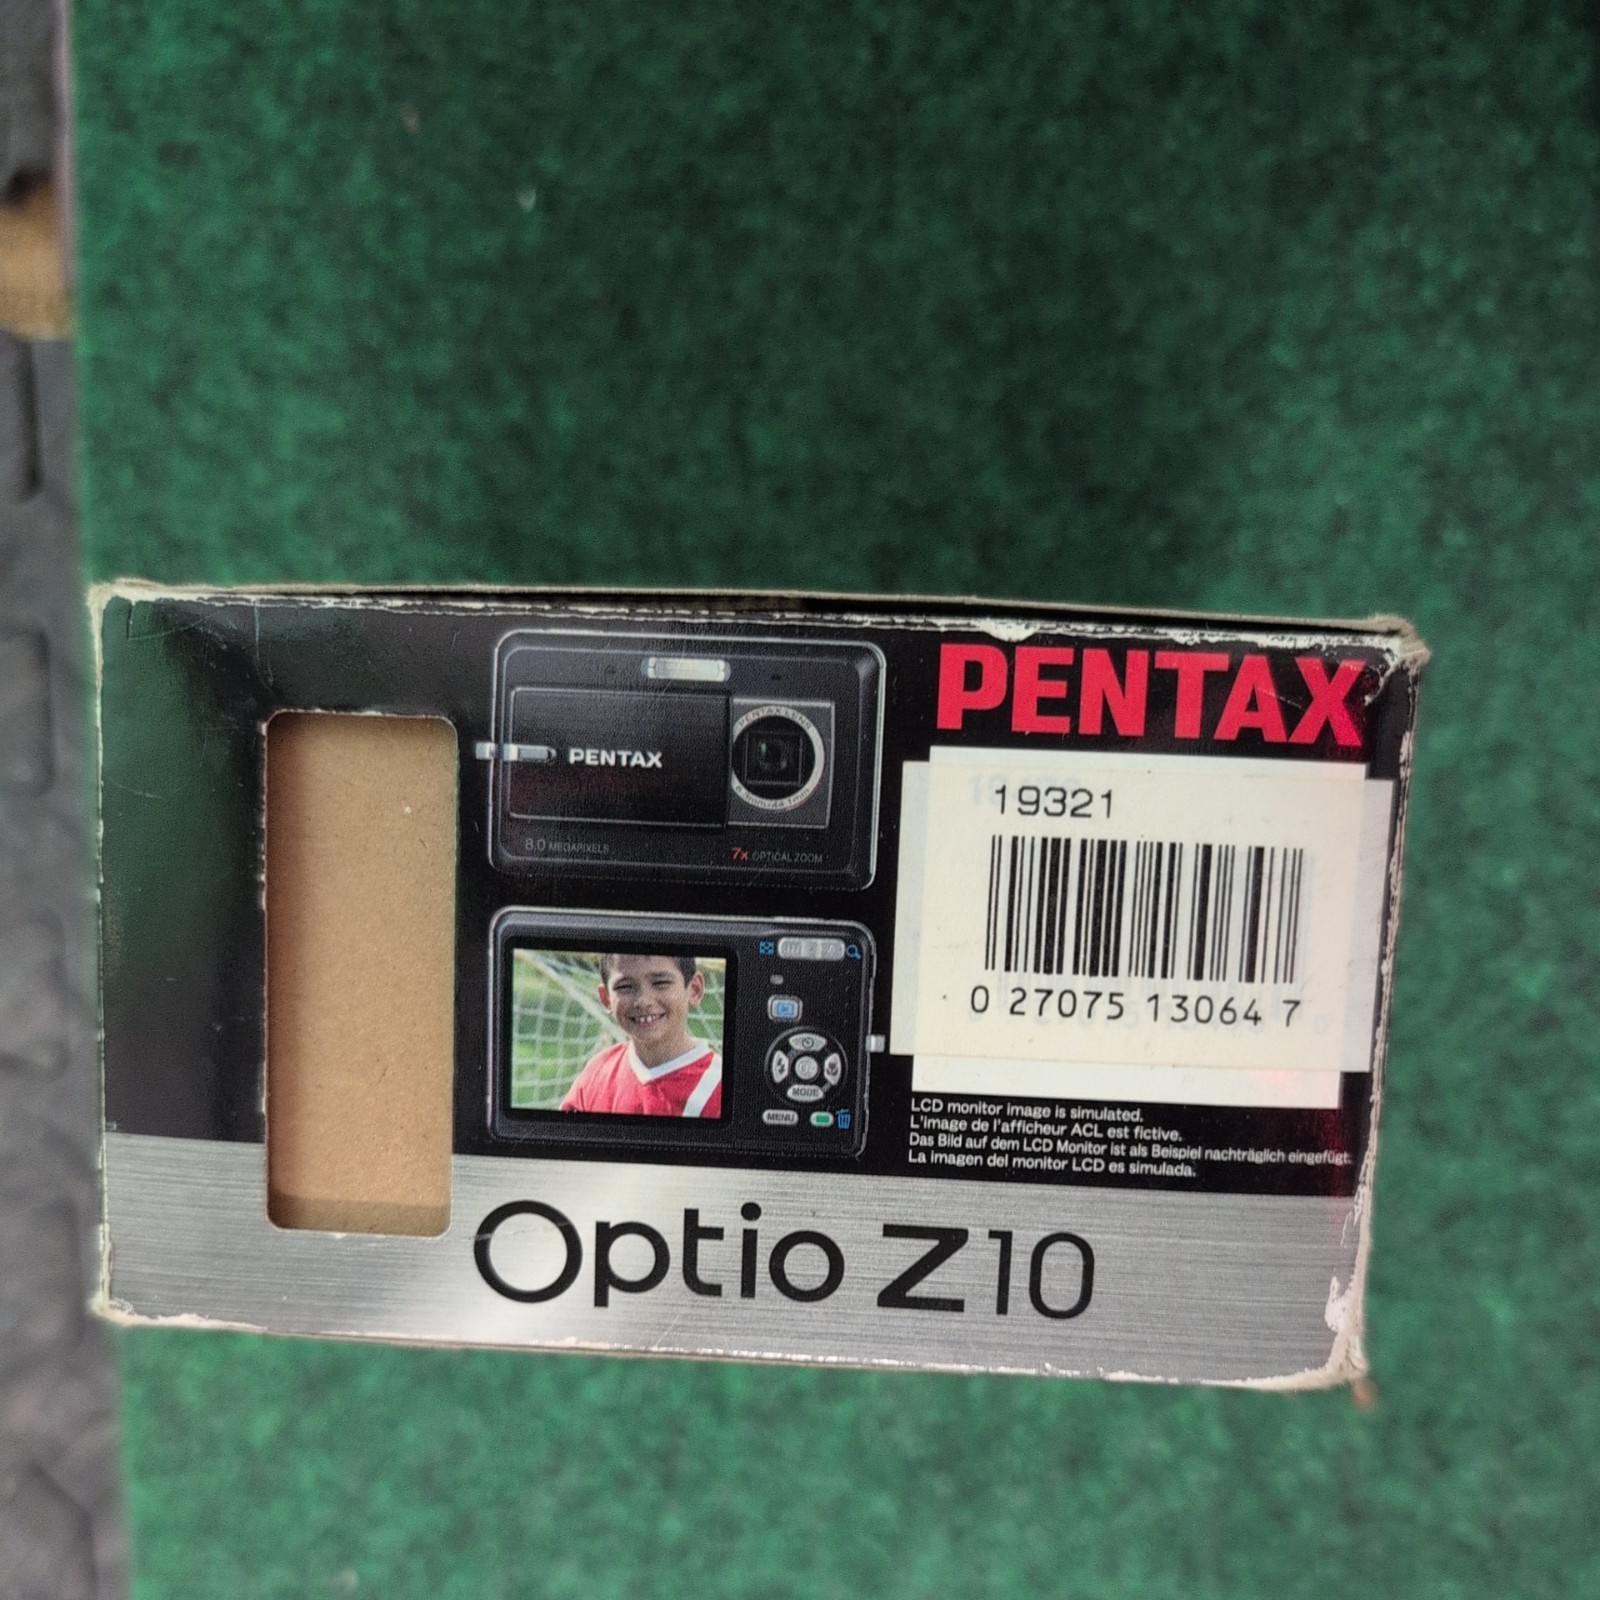 PENTAX
PENTAX
PENTAX LENS
8.0 MEGAPIXELS
7x OPTICAL ZOOM
19321
0 27075 13064 7
MODE
MENU
LCD monitor image is simulated.
L'image de l'afficheur ACL est fictive.
Das Bild auf dem LCD Monitor ist als Beispiel nachträglich eingefügt.
La imagen del monitor LCD es simulada.
Optio Z10